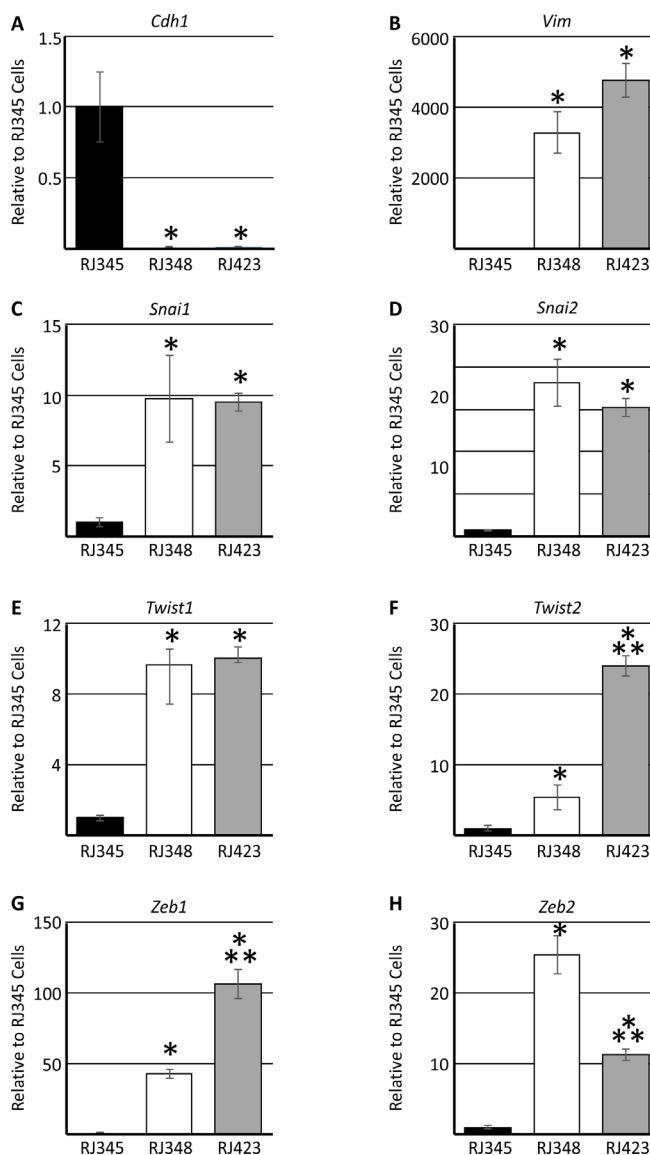 A
Cdh1
Relative to RJ345 Cells
1.5
1.0
0.5
*
*
RJ345 RJ348 RJ423
B
Vim
Relative to RJ345 Cells
6000
4000
2000
*
*
RJ345 RJ348 RJ423
C
Snai1
Relative to RJ345 Cells
15
10
5
*
*
RJ345 RJ348 RJ423
D
Snai2
Relative to RJ345 Cells
30
20
10
*
*
RJ345 RJ348 RJ423
E
Twist1
Relative to RJ345 Cells
12
8
4
*
*
RJ345 RJ348 RJ423
F
Twist2
Relative to RJ345 Cells
30
20
10
*
*
**
RJ345 RJ348 RJ423
G
Zeb1
Relative to RJ345 Cells
150
100
50
*
*
**
RJ345 RJ348 RJ423
H
Zeb2
Relative to RJ345 Cells
30
20
10
*
*
**
RJ345 RJ348 RJ423